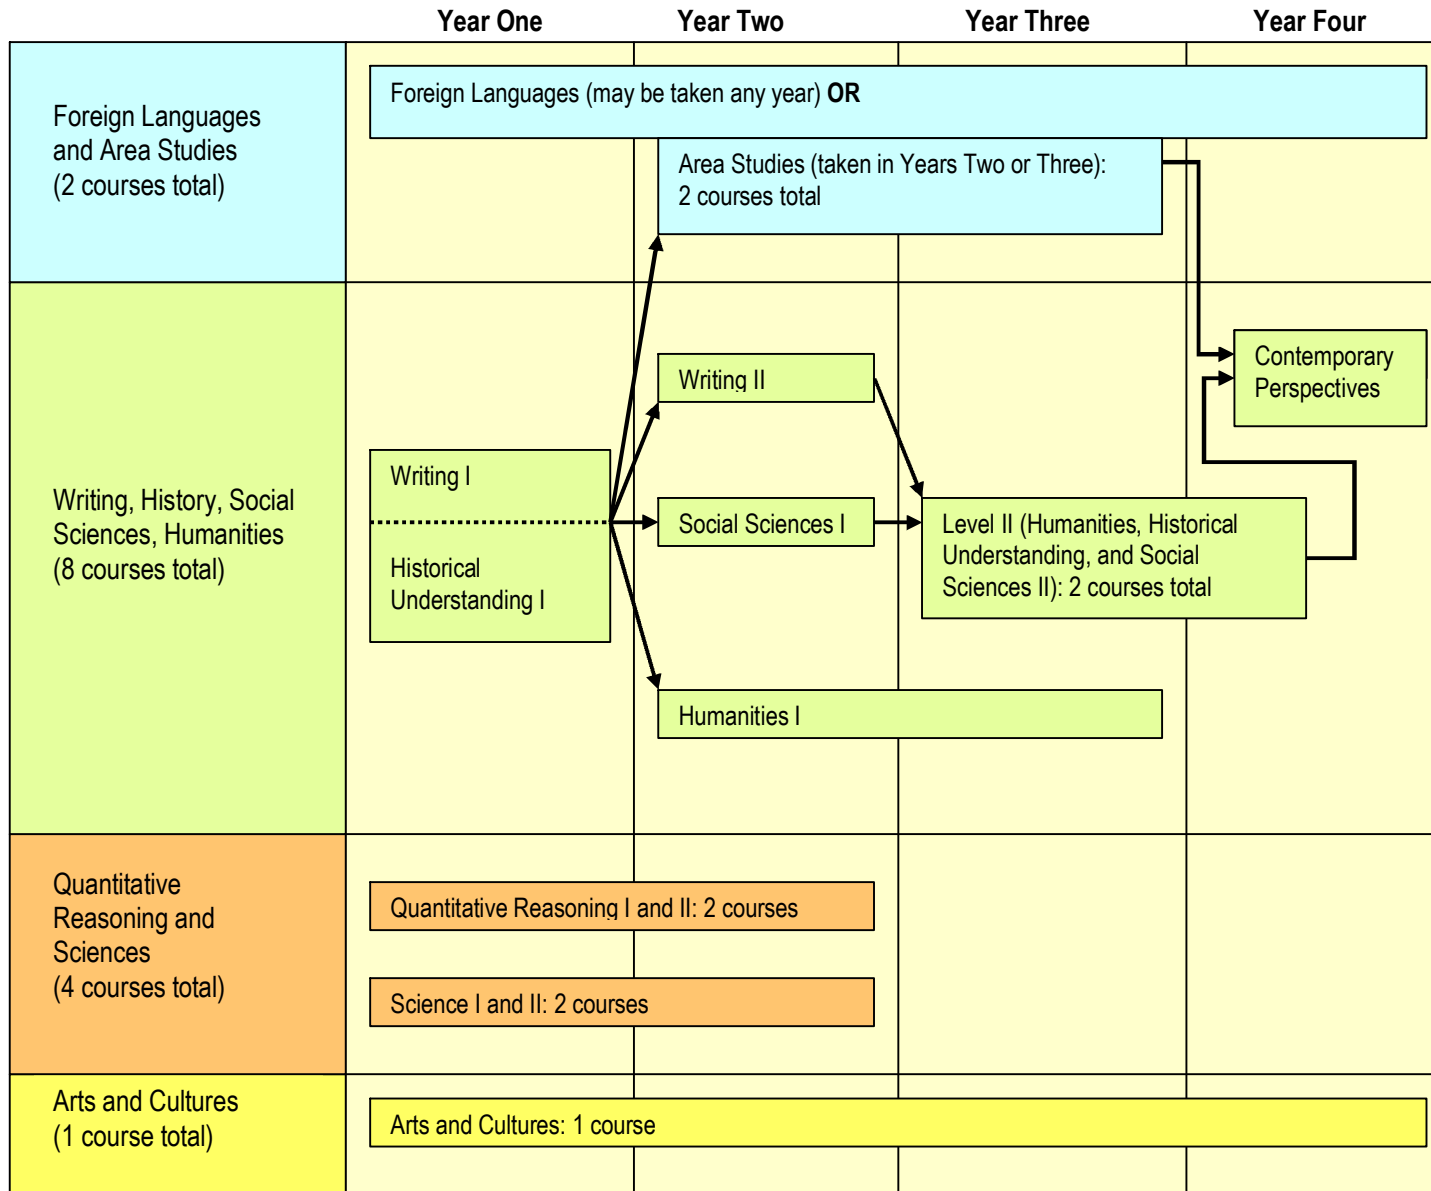 Year One Year Two Year Three Year Four
Foreign Languages
and Area Studies
(2 courses total)
Foreign Languages (may be taken any year) OR
Area Studies (taken in Years Two or Three):
2 courses total
Writing, History, Social
Sciences, Humanities
(8 courses total)
Writing I
Historical
Understanding I
Writing II
Social Sciences I
Humanities I
Level II (Humanities, Historical
Understanding, and Social
Sciences II): 2 courses total
Contemporary
Perspectives
Quantitative
Reasoning and
Sciences
(4 courses total)
Quantitative Reasoning I and II: 2 courses
Science I and II: 2 courses
Arts and Cultures
(1 course total)
Arts and Cultures: 1 course